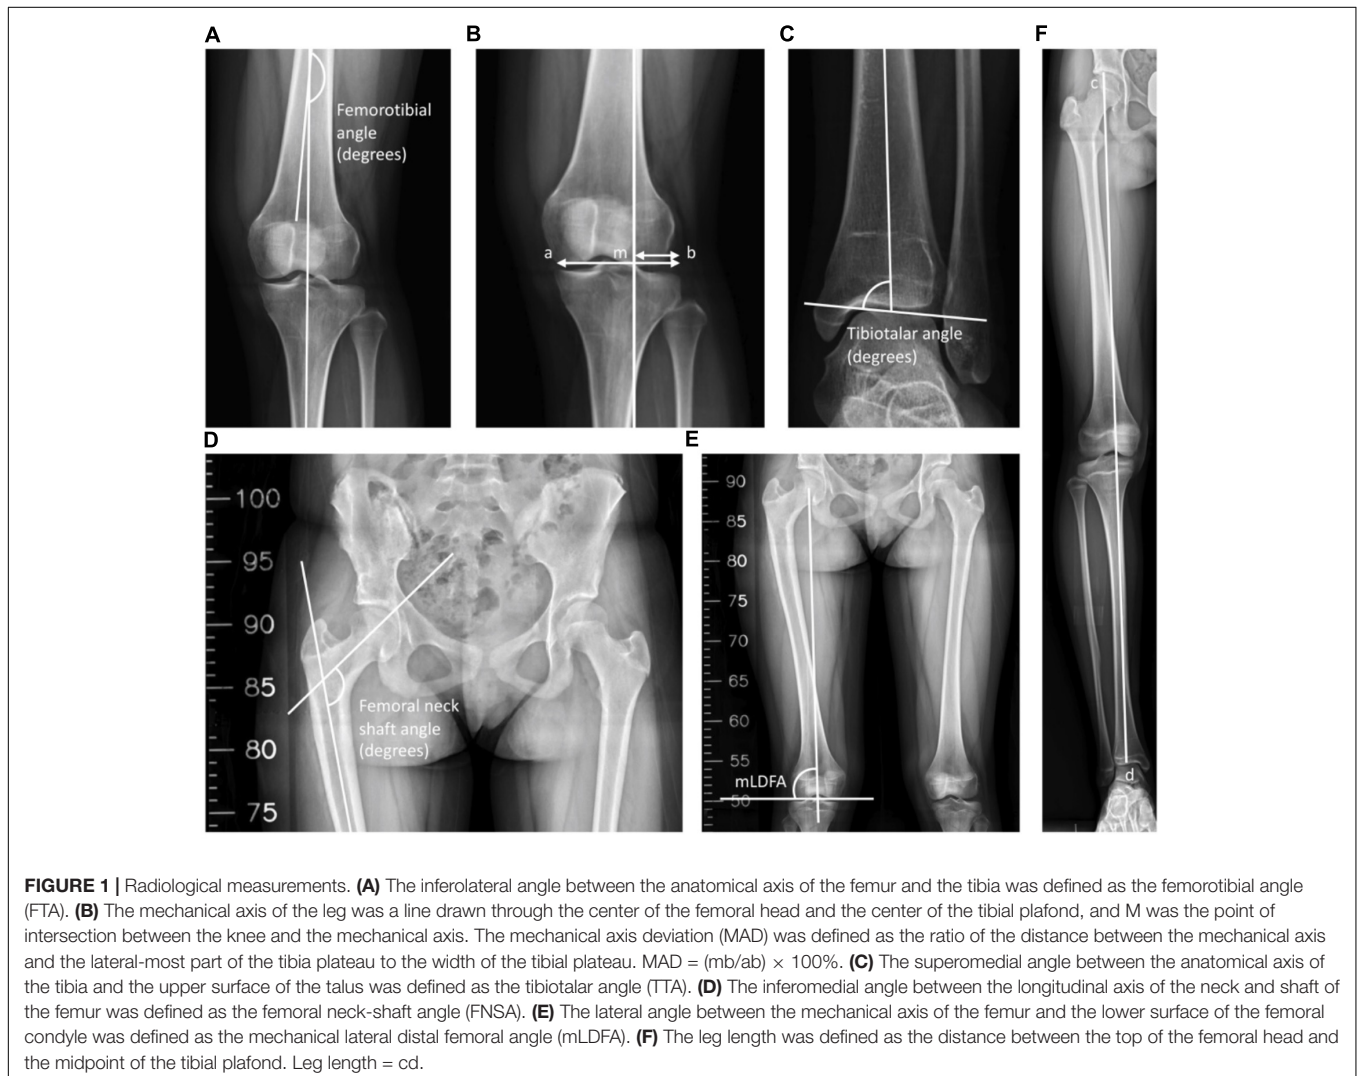 A
B
C
F
Femorotibial
angle
(degrees)
a
m
b
Tibiotalar angle
(degrees)
c
d
D
E
100
95
90
85
80
75
Femoral neck
shaft angle
(degrees)
90
85
80
75
70
65
60
55
50
mLDFA
FIGURE 1 | Radiological measurements. (A) The inferolateral angle between the anatomical axis of the femur and the tibia was defined as the femorotibial angle
(FTA). (B) The mechanical axis of the leg was a line drawn through the center of the femoral head and the center of the tibial plafond, and M was the point of
intersection between the knee and the mechanical axis. The mechanical axis deviation (MAD) was defined as the ratio of the distance between the mechanical axis
and the lateral-most part of the tibia plateau to the width of the tibial plateau. MAD = (mb/ab) × 100%. (C) The superomedial angle between the anatomical axis of
the tibia and the upper surface of the talus was defined as the tibiotalar angle (TTA). (D) The inferomedial angle between the longitudinal axis of the neck and shaft of
the femur was defined as the femoral neck-shaft angle (FNSA). (E) The lateral angle between the mechanical axis of the femur and the lower surface of the femoral
condyle was defined as the mechanical lateral distal femoral angle (mLDFA). (F) The leg length was defined as the distance between the top of the femoral head and
the midpoint of the tibial plafond. Leg length = cd.